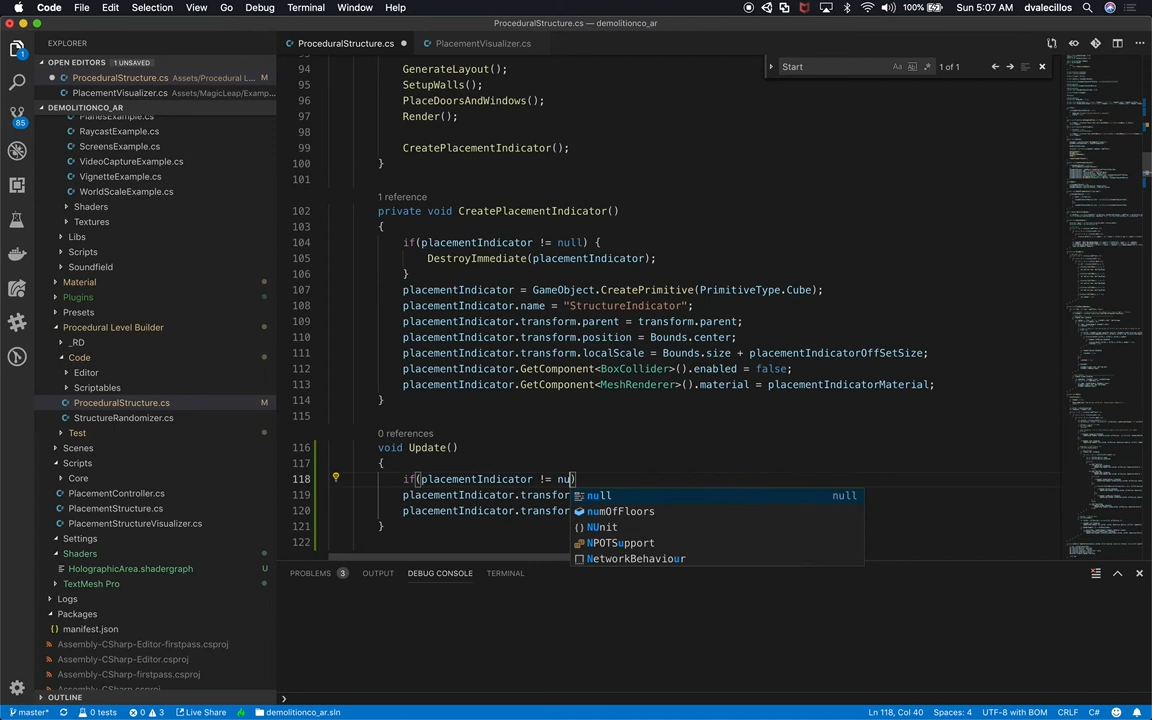 Code File Edit Selection View Go Debug Terminal Window Help 100% Sun 5:07 AM dvalecillos
ProceduralStructure.cs — demolitionco_ar
EXPLORER
OPEN EDITORS 1 UNSAVED
ProceduralStructure.cs Assets/Procedural L... M
PlacementVisualizer.cs Assets/MagicLeap/Examp...
DEMOLITIONCO_AR
PlanesExample.cs
RaycastExample.cs
ScreensExample.cs
VideoCaptureExample.cs
VignetteExample.cs
WorldScaleExample.cs
Shaders
Textures
Libs
Scripts
Soundfield
Material
Plugins
Presets
Procedural Level Builder
_RD
Code
Editor
Scriptables
ProceduralStructure.cs M
StructureRandomizer.cs
Test
Scenes
Scripts
Core
PlacementController.cs
PlacementStructure.cs
PlacementStructureVisualizer.cs
Settings
Shaders
HolographicArea.shadergraph U
TextMesh Pro
Logs
Packages
manifest.json
Assembly-CSharp-Editor-firstpass.csproj
Assembly-CSharp-Editor.csproj
Assembly-CSharp-firstpass.csproj
Assembly-CSharp.csproj
OUTLINE
1
85
ProceduralStructure.cs PlacementVisualizer.cs
Start Aa Abl .* 1 of 1
94 GenerateLayout();
95 SetupWalls();
96 PlaceDoorsAndWindows();
97 Render();
98
99 CreatePlacementIndicator();
100 }
101
1 reference
102 private void CreatePlacementIndicator()
103 {
104 if(placementIndicator != null) {
105 DestroyImmediate(placementIndicator);
106 }
107 placementIndicator = GameObject.CreatePrimitive(PrimitiveType.Cube);
108 placementIndicator.name = "StructureIndicator";
109 placementIndicator.transform.parent = transform.parent;
110 placementIndicator.transform.position = Bounds.center;
111 placementIndicator.transform.localScale = Bounds.size + placementIndicatorOffSetSize;
112 placementIndicator.GetComponent<BoxCollider>().enabled = false;
113 placementIndicator.GetComponent<MeshRenderer>().material = placementIndicatorMaterial;
114 }
115
0 references
116 void Update()
117 {
118 if(placementIndicator != nu)
119 placementIndicator.transfor
120 placementIndicator.transfor
121 }
122
null null
numOfFloors
NUnit
NPOTSupport
NetworkBehaviour
PROBLEMS 3 OUTPUT DEBUG CONSOLE TERMINAL
master* 0 tests 0 3 Live Share demolitionco_ar.sln Ln 118, Col 40 Spaces: 4 UTF-8 with BOM CRLF C#